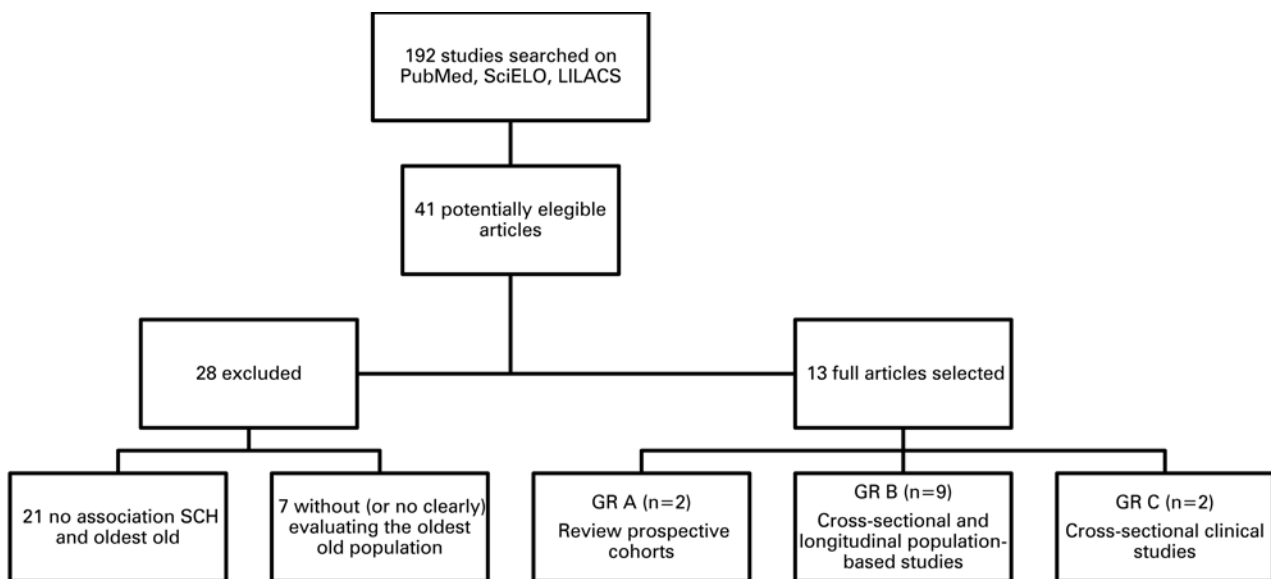 192 studies searched on
PubMed, SciELO, LILACS
41 potentially elegible
articles
28 excluded
13 full articles selected
21 no association SCH
and oldest old
7 without (or no clearly)
evaluating the oldest
old population
GR A (n=2)
Review prospective
cohorts
GR B (n=9)
Cross-sectional and
longitudinal population-
based studies
GR C (n=2)
Cross-sectional clinical
studies